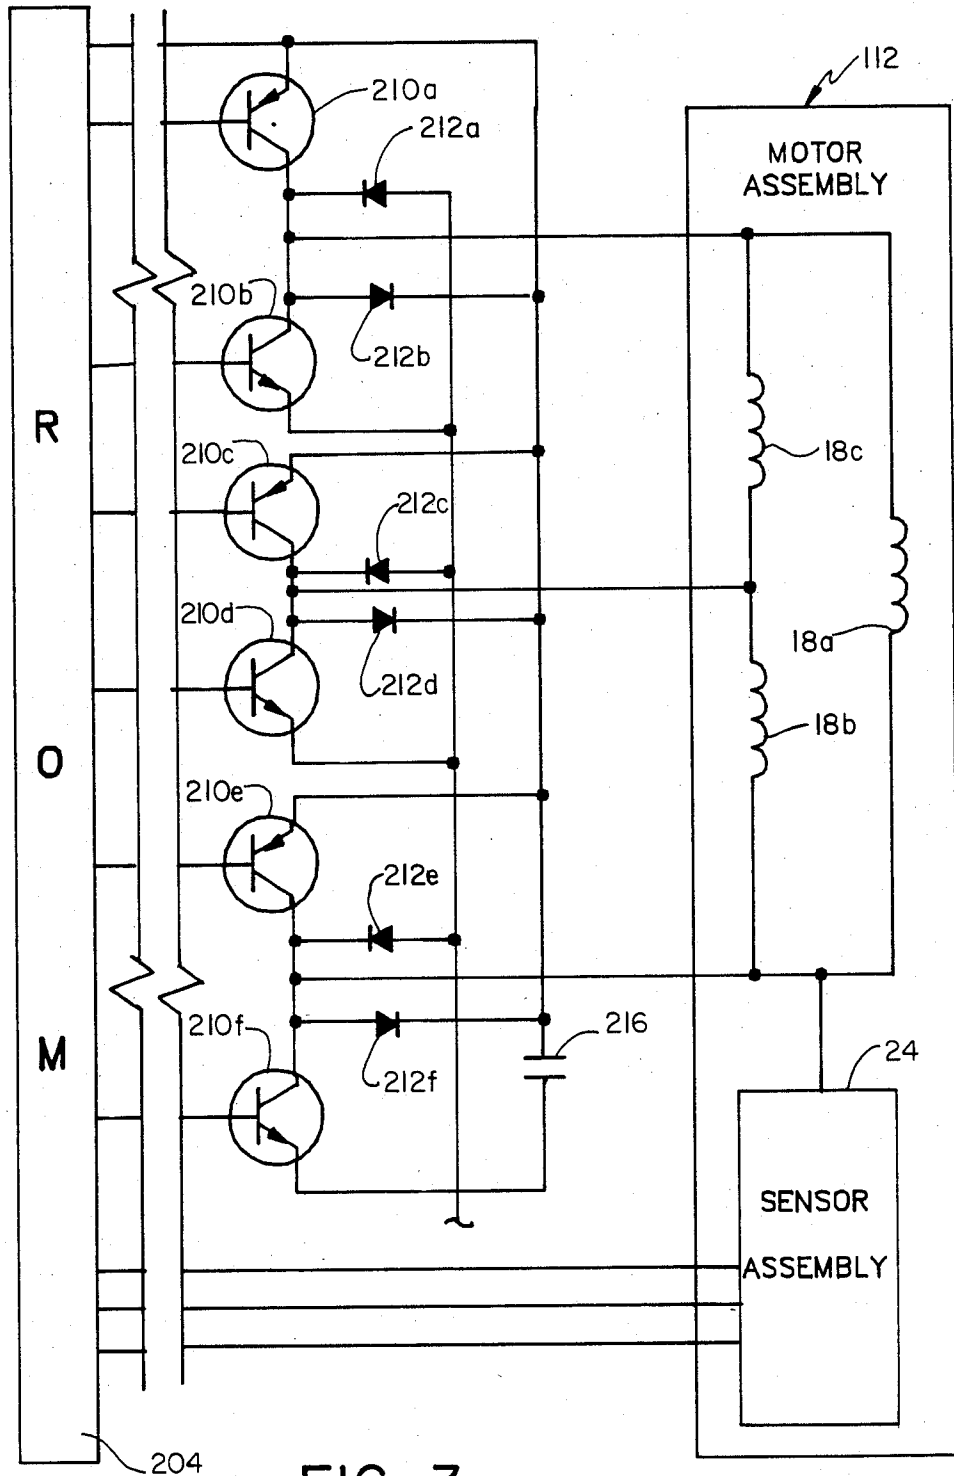 112
210a
212a
MOTOR
ASSEMBLY
210b
212b
R
210c
18c
212c
210d
18a
212d
18b
O
210e
212e
210f
216
M
24
212f
SENSOR
ASSEMBLY
204